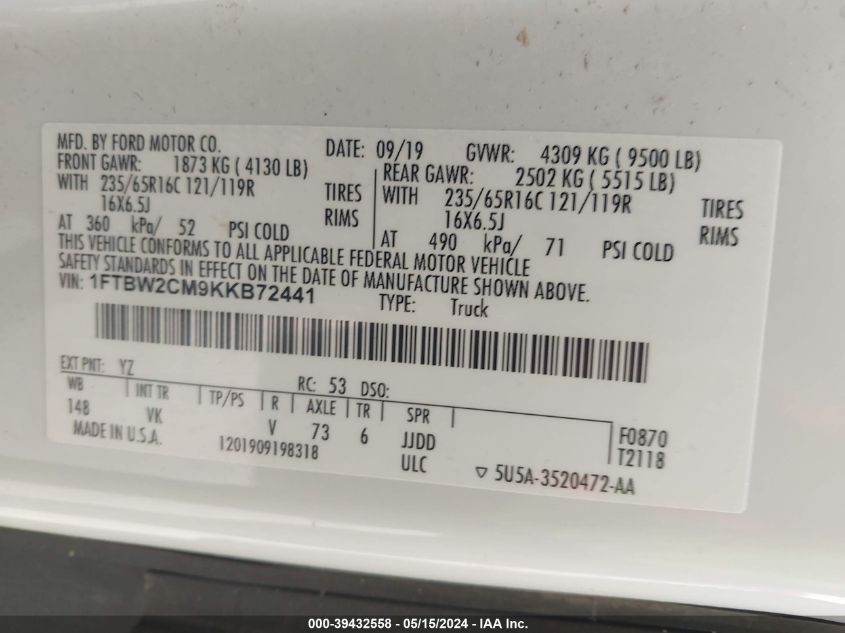 MFD. BY FORD MOTOR CO. DATE: 09/19 GVWR: 4309 KG ( 9500 LB)
FRONT GAWR: 1873 KG ( 4130 LB) REAR GAWR: 2502 KG ( 5515 LB)
WITH 235/65R16C 121/119R TIRES WITH 235/65R16C 121/119R TIRES
16X6.5J RIMS 16X6.5J RIMS
AT 360 kPa/ 52 PSI COLD AT 490 kPa/ 71 PSI COLD
THIS VEHICLE CONFORMS TO ALL APPLICABLE FEDERAL MOTOR VEHICLE
SAFETY STANDARDS IN EFFECT ON THE DATE OF MANUFACTURE SHOWN ABOVE.
VIN: 1FTBW2CM9KKB72441 TYPE: Truck
EXT PNT: YZ RC: 53 DSO:
WB INT TR TP/PS R AXLE TR SPR
148 VK V 73 6 JJDD F0870
MADE IN U.S.A. 1201909198318 ULC T2118
▽ 5U5A-3520472-AA
000-39432558 - 05/15/2024 - IAA Inc.